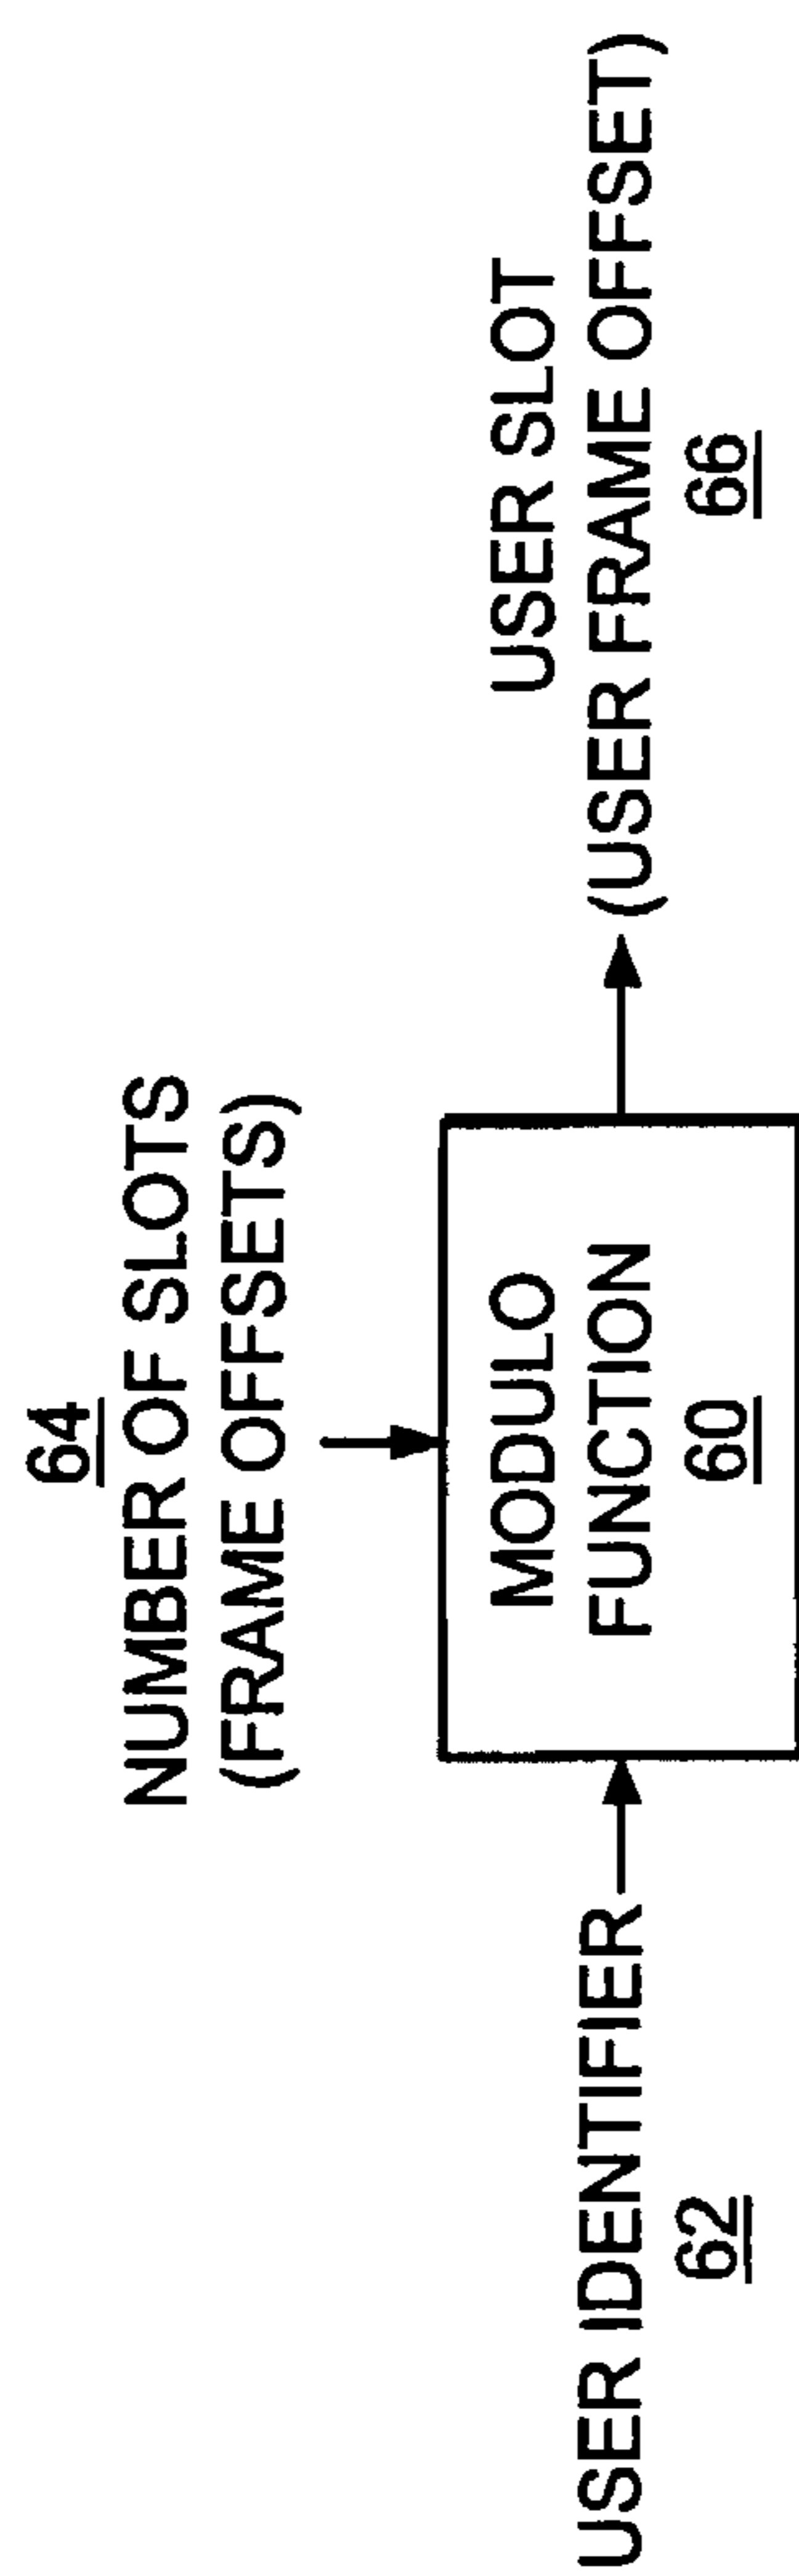 64
NUMBER OF SLOTS
(FRAME OFFSETS)
USER IDENTIFIER
62
MODULO
FUNCTION
60
USER SLOT
(USER FRAME OFFSET)
66